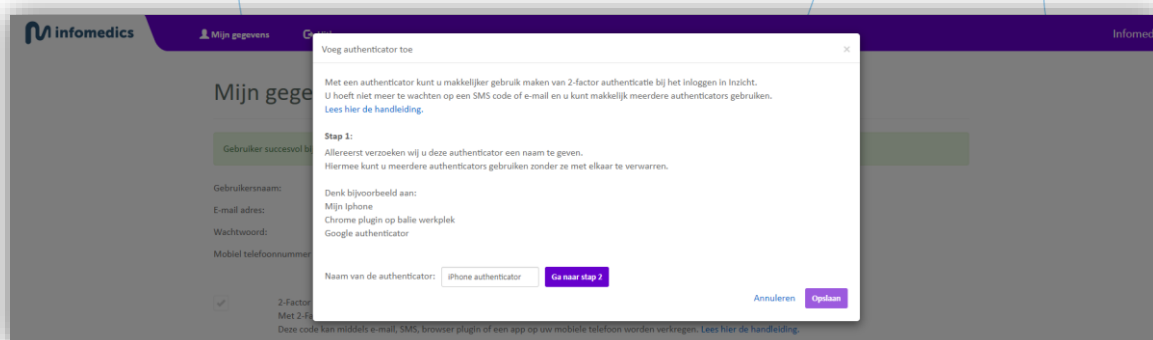 infomedics
Mijn gegevens
Infomed
Voeg authenticator toe ×
Met een authenticator kunt u makkelijker gebruik maken van 2-factor authenticatie bij het inloggen in Inzicht.
U hoeft niet meer te wachten op een SMS code of e-mail en u kunt makkelijk meerdere authenticators gebruiken.
Lees hier de handleiding.
Mijn gege
Stap 1:
Gebruiker succesvol bi
Allereerst verzoeken wij u deze authenticator een naam te geven.
Hiermee kunt u meerdere authenticators gebruiken zonder ze met elkaar te verwarren.
Gebruikersnaam:
Denk bijvoorbeeld aan:
E-mail adres:
Mijn Iphone
Chrome plugin op balie werkplek
Wachtwoord:
Google authenticator
Mobiel telefoonnummer
Naam van de authenticator: iPhone authenticator Ga naar stap 2
Annuleren Opslaan
2-Factor
Met 2-Fa
Deze code kan middels e-mail, SMS, browser plugin of een app op uw mobiele telefoon worden verkregen. Lees hier de handleiding.